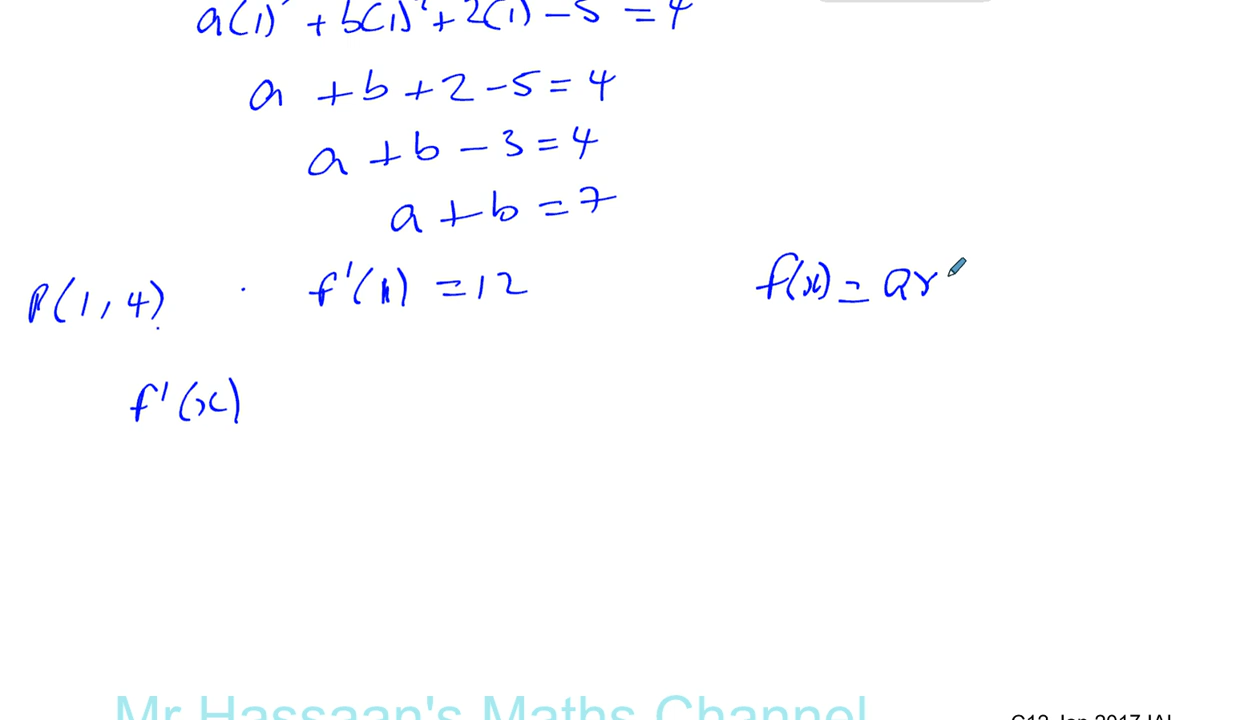 a(1)³ + b(1)² + 2(1) - 5 = 4
a + b + 2 - 5 = 4
a + b - 3 = 4
a + b = 7
P(1, 4) f'(1) = 12 f(x) = ax
f'(x)
Mr Hassaan's Maths Channel